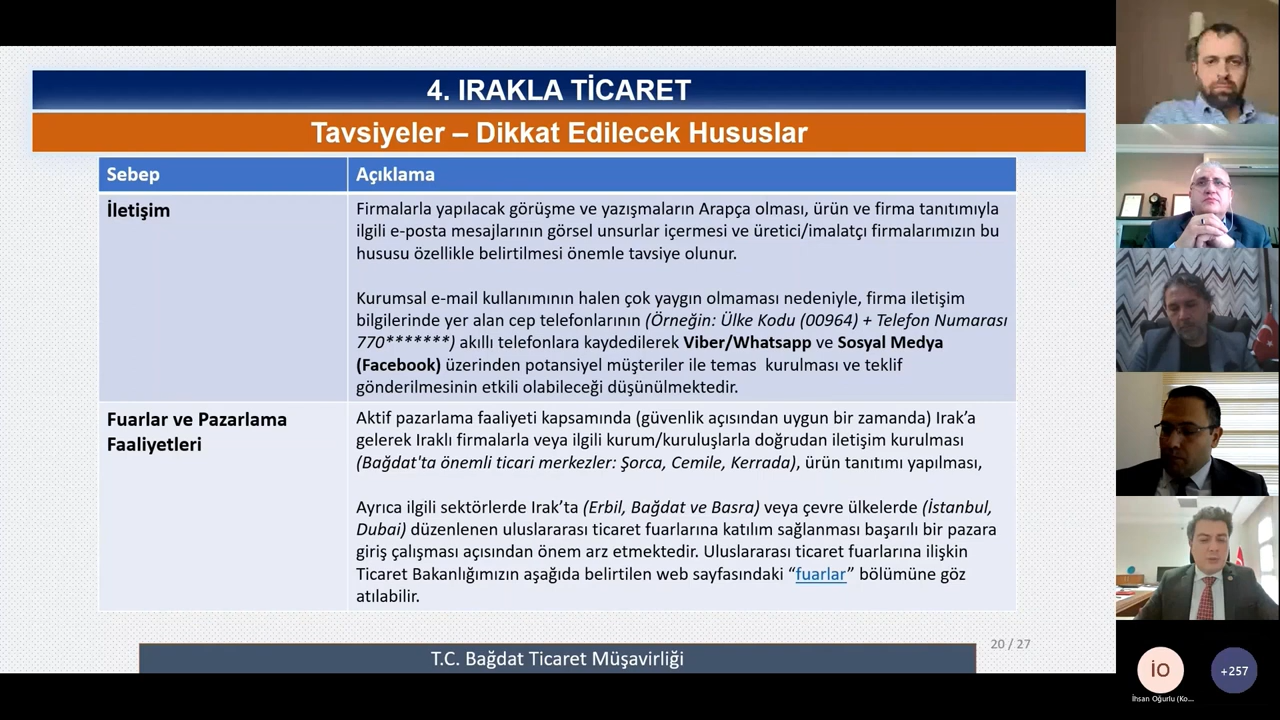 4. IRAKLA TİCARET
Tavsiyeler – Dikkat Edilecek Hususlar
Sebep
Açıklama
İletişim
Firmalarla yapılacak görüşme ve yazışmaların Arapça olması, ürün ve firma tanıtımıyla
ilgili e-posta mesajlarının görsel unsurlar içermesi ve üretici/imalatçı firmalarımızın bu
hususu özellikle belirtilmesi önemle tavsiye olunur.
Kurumsal e-mail kullanımının halen çok yaygın olmaması nedeniyle, firma iletişim
bilgilerinde yer alan cep telefonlarının (Örneğin: Ülke Kodu (00964) + Telefon Numarası
770*******) akıllı telefonlara kaydedilerek Viber/Whatsapp ve Sosyal Medya
(Facebook) üzerinden potansiyel müşteriler ile temas kurulması ve teklif
gönderilmesinin etkili olabileceği düşünülmektedir.
Fuarlar ve Pazarlama
Faaliyetleri
Aktif pazarlama faaliyeti kapsamında (güvenlik açısından uygun bir zamanda) Irak’a
gelerek Iraklı firmalarla veya ilgili kurum/kuruluşlarla doğrudan iletişim kurulması
(Bağdat'ta önemli ticari merkezler: Şorca, Cemile, Kerrada), ürün tanıtımı yapılması,
Ayrıca ilgili sektörlerde Irak’ta (Erbil, Bağdat ve Basra) veya çevre ülkelerde (İstanbul,
Dubai) düzenlenen uluslararası ticaret fuarlarına katılım sağlanması başarılı bir pazara
giriş çalışması açısından önem arz etmektedir. Uluslararası ticaret fuarlarına ilişkin
Ticaret Bakanlığımızın aşağıda belirtilen web sayfasındaki “fuarlar” bölümüne göz
atılabilir.
20 / 27
T.C. Bağdat Ticaret Müşavirliği
İO
+257
İhsan Oğurlu (Ko...